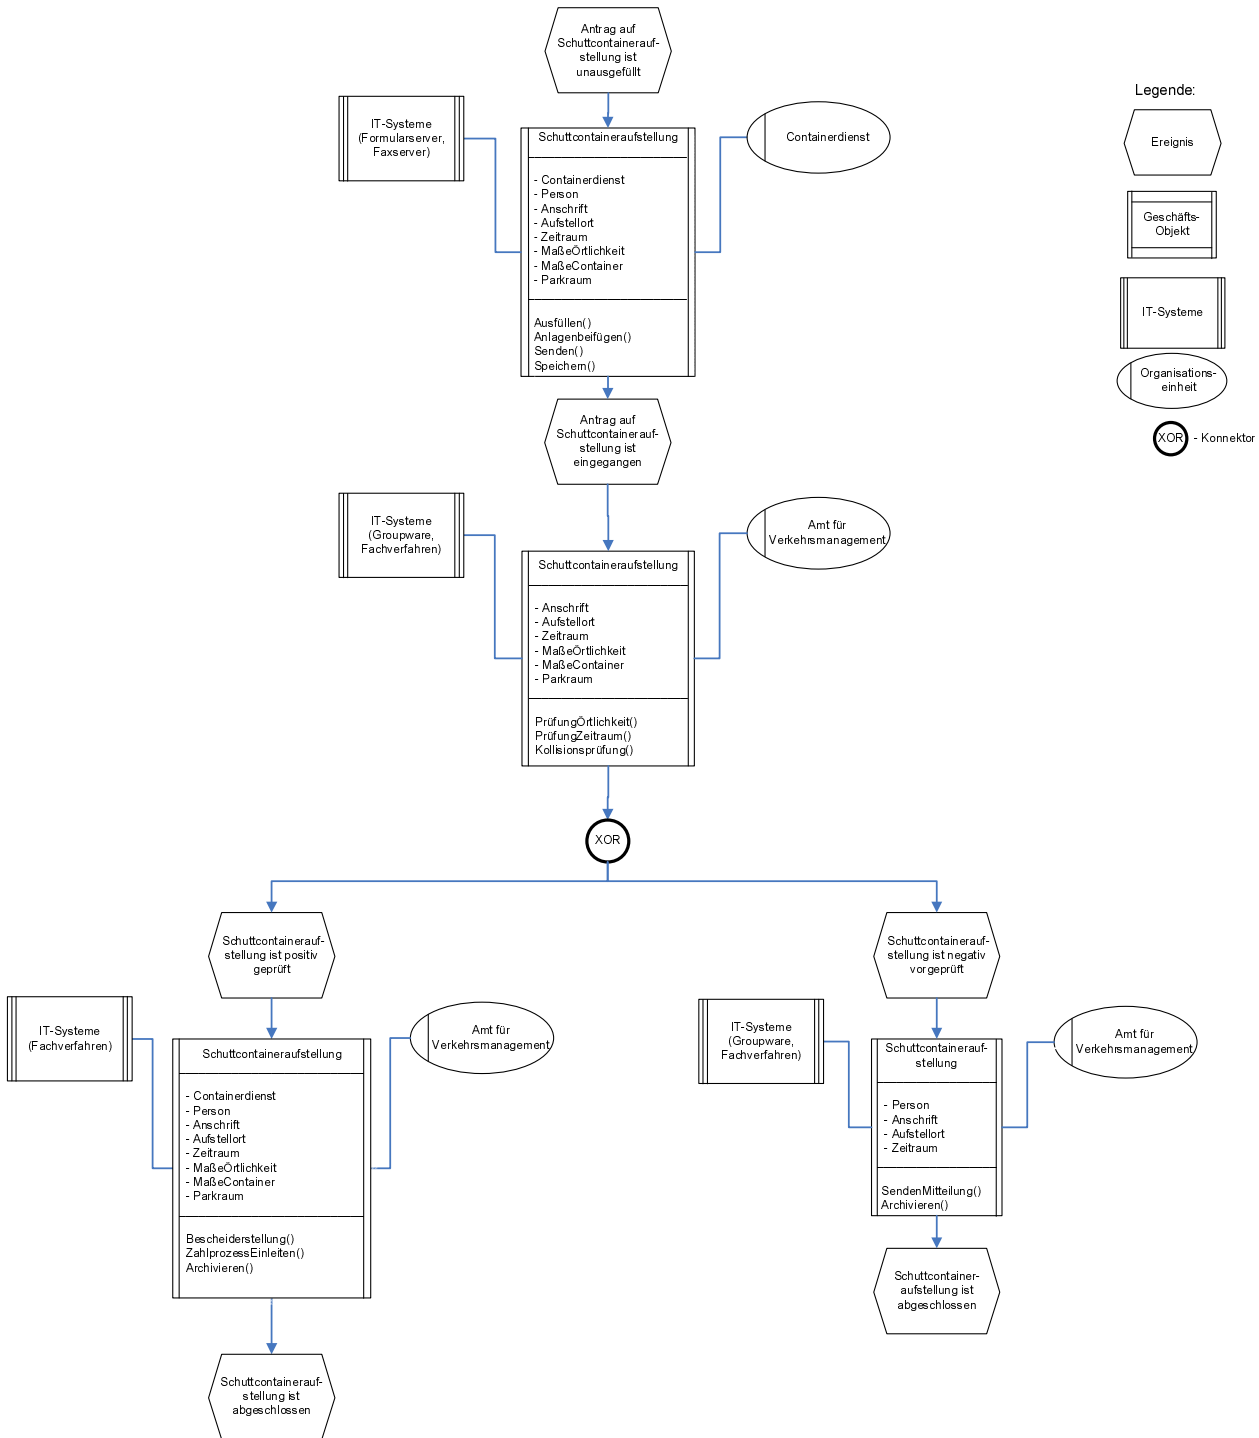 Antrag auf
Schuttcontainerauf-
stellung ist
unausgefüllt
IT-Systeme
(Formularserver,
Faxserver)
Schuttcontaineraufstellung
- Containerdienst
- Person
- Anschrift
- Aufstellort
- Zeitraum
- MaßeÖrtlichkeit
- MaßeContainer
- Parkraum
Ausfüllen()
Anlagenbeifügen()
Senden()
Speichern()
Containerdienst
Legende:
Ereignis
Geschäfts-
Objekt
IT-Systeme
Organisations-
einheit
XOR - Konnektor
Antrag auf
Schuttcontainerauf-
stellung ist
eingegangen
IT-Systeme
(Groupware,
Fachverfahren)
Schuttcontaineraufstellung
- Anschrift
- Aufstellort
- Zeitraum
- MaßeÖrtlichkeit
- MaßeContainer
- Parkraum
PrüfungÖrtlichkeit()
PrüfungZeitraum()
Kollisionsprüfung()
Amt für
Verkehrsmanagement
XOR
Schuttcontainerauf-
stellung ist positiv
geprüft
IT-Systeme
(Fachverfahren)
Schuttcontaineraufstellung
- Containerdienst
- Person
- Anschrift
- Aufstellort
- Zeitraum
- MaßeÖrtlichkeit
- MaßeContainer
- Parkraum
Bescheiderstellung()
ZahlprozessEinleiten()
Archivieren()
Amt für
Verkehrsmanagement
Schuttcontainerauf-
stellung ist
abgeschlossen
Schuttcontainerauf-
stellung ist negativ
vorgeprüft
IT-Systeme
(Groupware,
Fachverfahren)
Schuttcontainerauf-
stellung
- Person
- Anschrift
- Aufstellort
- Zeitraum
SendenMitteilung()
Archivieren()
Amt für
Verkehrsmanagement
Schuttcontainer-
aufstellung ist
abgeschlossen